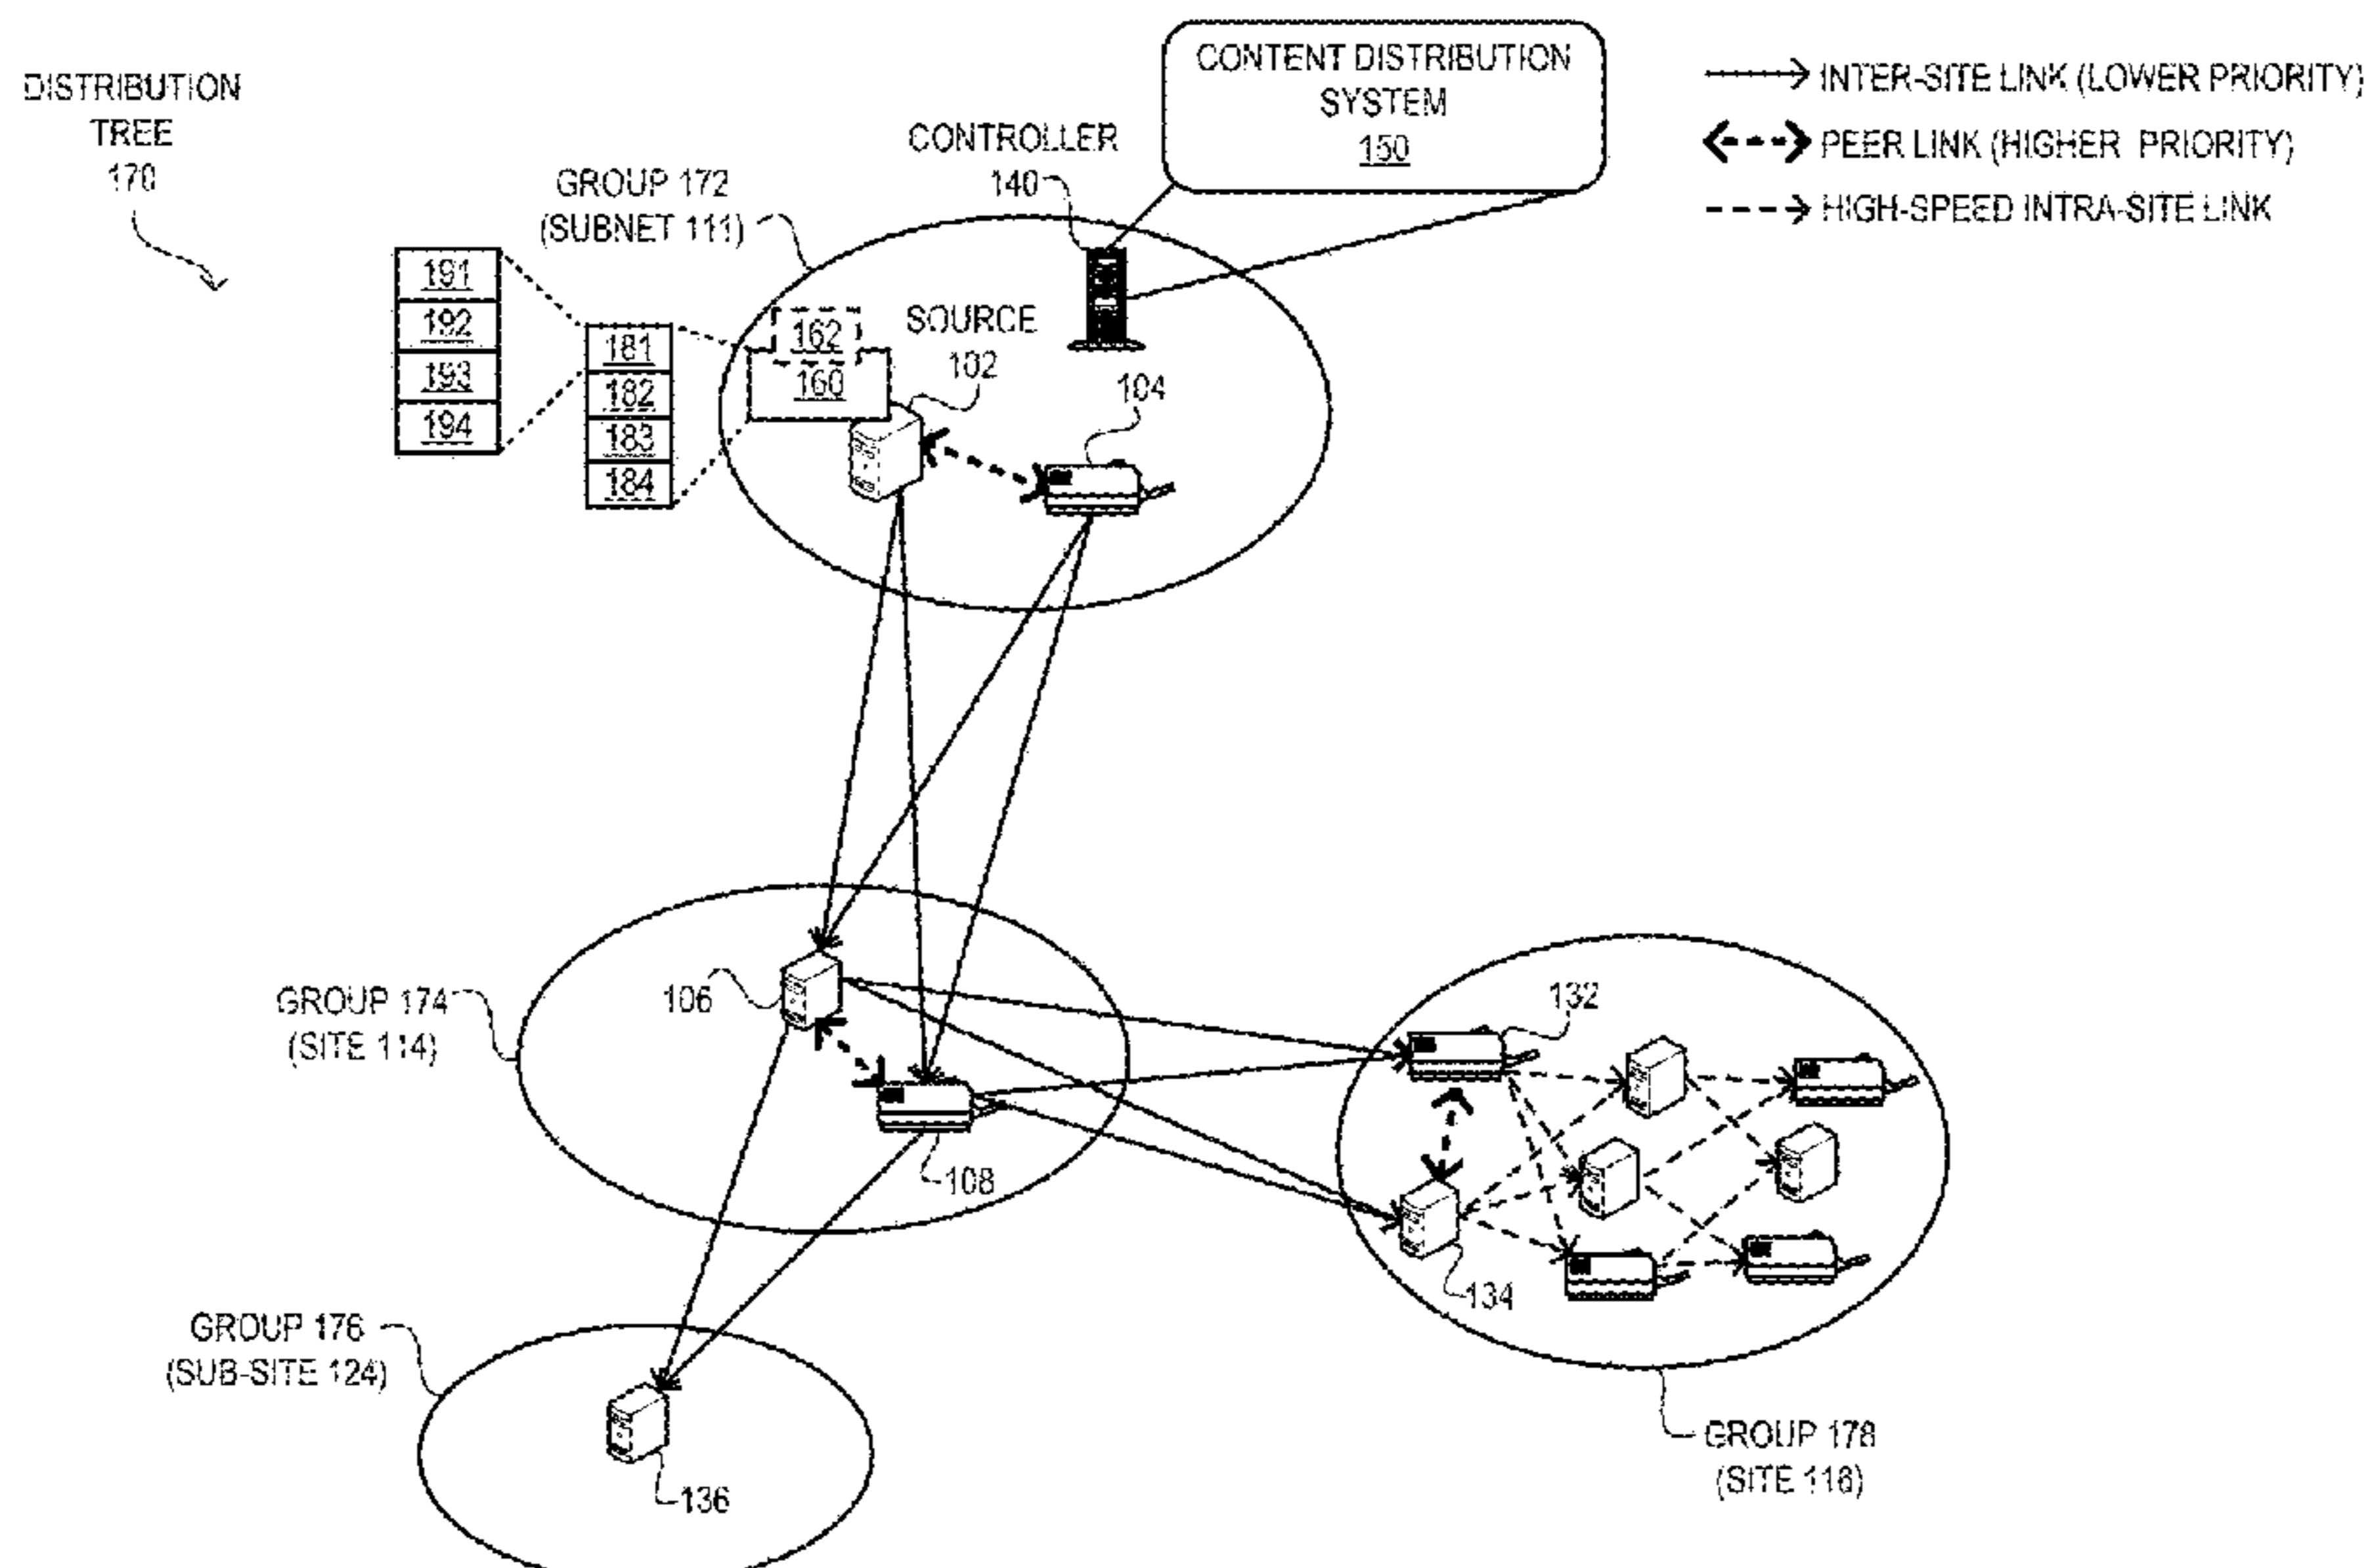 DISTRIBUTION
TREE
170
GROUP 172
(SUBNET 111)
CONTROLLER
140
CONTENT DISTRIBUTION
SYSTEM
150
INTER-SITE LINK (LOWER PRIORITY)
PEER LINK (HIGHER PRIORITY)
HIGH-SPEED INTRA-SITE LINK
191
192
193
194
181
182
183
184
162
160
SOURCE
102
104
GROUP 174
(SITE 114)
106
108
132
134
GROUP 176
(SUB-SITE 124)
136
GROUP 178
(SITE 116)